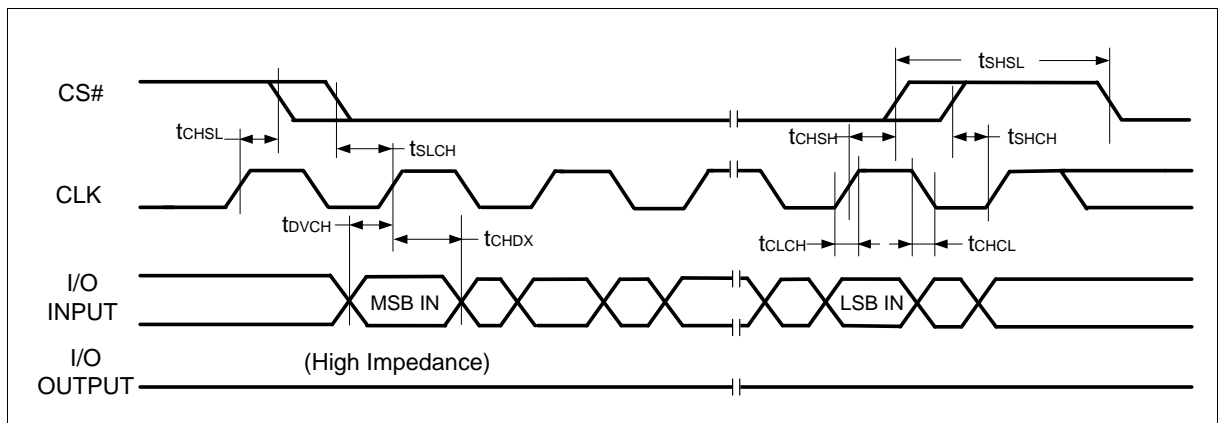 tSHSL
CS#
tCHSL
tSLCH
tCHSH
tSHCH
CLK
tDVCH
tCHDX
tCLCH
tCHCL
I/O
INPUT
MSB IN
LSB IN
I/O
OUTPUT
(High Impedance)